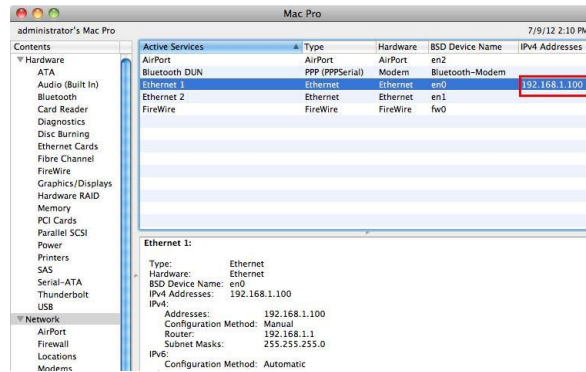 Mac Pro
administrator's Mac Pro
7/9/12 2:10 PM
Contents
Hardware
ATA
Audio (Built In)
Bluetooth
Card Reader
Diagnostics
Disc Burning
Ethernet Cards
Fibre Channel
FireWire
Graphics/Displays
Hardware RAID
Memory
PCI Cards
Parallel SCSI
Power
Printers
SAS
Serial-ATA
Thunderbolt
USB
Network
AirPort
Firewall
Locations
Modems
Active Services Type Hardware BSD Device Name IPv4 Addresses
AirPort AirPort AirPort en2
Bluetooth DUN PPP (PPPSerial) Modem Bluetooth-Modem
Ethernet 1 Ethernet Ethernet en0 192.168.1.100
Ethernet 2 Ethernet Ethernet en1
FireWire FireWire FireWire fw0
Ethernet 1:
Type: Ethernet
Hardware: Ethernet
BSD Device Name: en0
IPv4 Addresses: 192.168.1.100
IPv4:
Addresses: 192.168.1.100
Configuration Method: Manual
Router: 192.168.1.1
Subnet Masks: 255.255.255.0
IPv6:
Configuration Method: Automatic